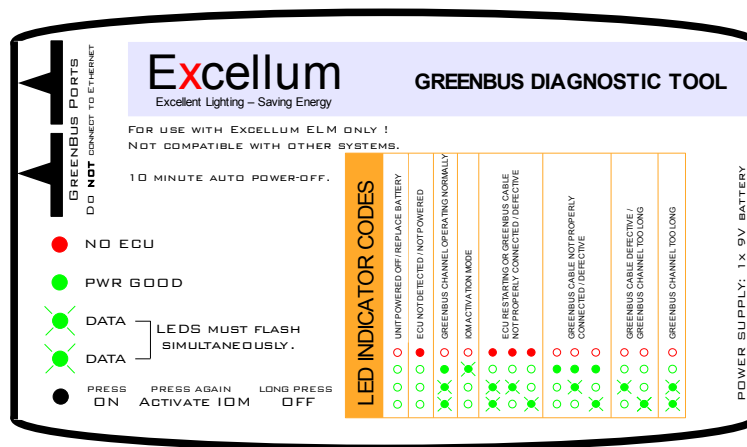 GreenBus Ports
Do NOT connect to Ethernet
Excellum
Excellent Lighting – Saving Energy
GREENBUS DIAGNOSTIC TOOL
For use with Excellum ELM only !
Not compatible with other systems.
10 minute auto power-off.
NO ECU
PWR GOOD
DATA
DATA
LEDS MUST FLASH
SIMULTANEOUSLY.
PRESS
ON
PRESS AGAIN
Activate IOM
LONG PRESS
OFF
LED INDICATOR CODES
UNIT POWERED OFF / REPLACE BATTERY
ECU NOT DETECTED / NOT POWERED
GREENBUS CHANNEL OPERATING NORMALLY
IOM ACTIVATION MODE
ECU RESTARTING OR GREENBUS CABLE
NOT PROPERLY CONNECTED / DEFECTIVE
GREENBUS CABLE NOT PROPERLY
CONNECTED / DEFECTIVE
GREENBUS CABLE DEFECTIVE /
GREENBUS CHANNEL TOO LONG
GREENBUS CHANNEL TOO LONG
POWER SUPPLY: 1x 9V BATTERY